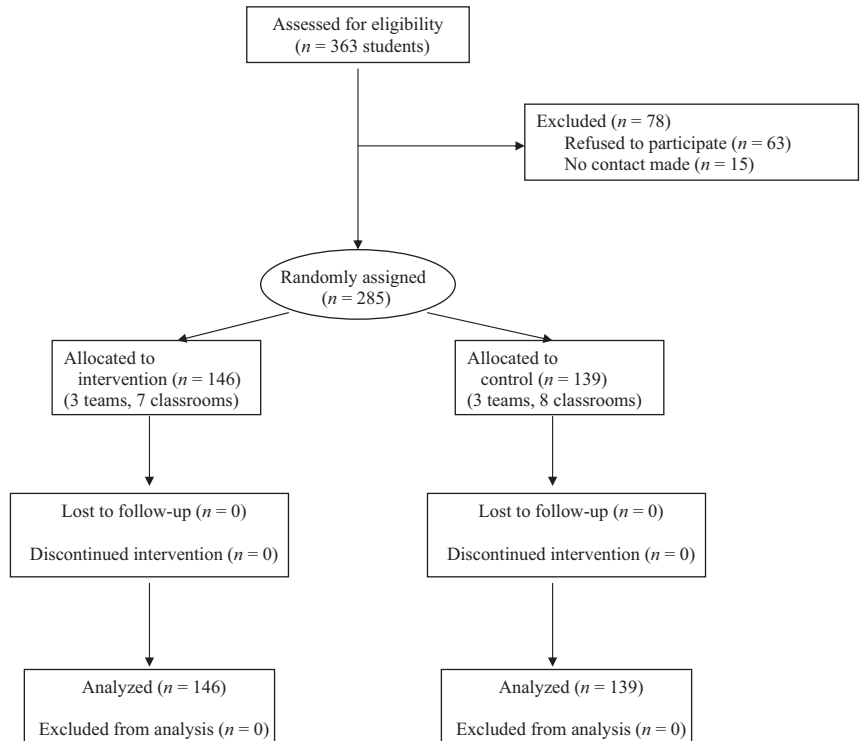 Assessed for eligibility
(n = 363 students)
Excluded (n = 78)
Refused to participate (n = 63)
No contact made (n = 15)
Randomly assigned
(n = 285)
Allocated to
intervention (n = 146)
(3 teams, 7 classrooms)
Allocated to
control (n = 139)
(3 teams, 8 classrooms)
Lost to follow-up (n = 0)
Discontinued intervention (n = 0)
Lost to follow-up (n = 0)
Discontinued intervention (n = 0)
Analyzed (n = 146)
Excluded from analysis (n = 0)
Analyzed (n = 139)
Excluded from analysis (n = 0)